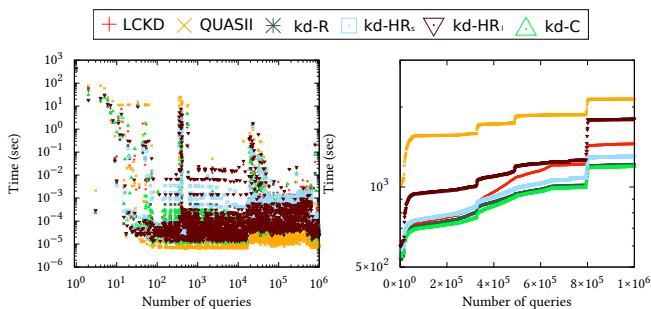 LCKD QUASII kd-R kd-HRₛ kd-HRₗ kd-C
Time (sec)
10³
10²
10¹
10⁰
10⁻¹
10⁻²
10⁻³
10⁻⁴
10⁻⁵
10⁻⁶
10⁰ 10¹ 10² 10³ 10⁴ 10⁵ 10⁶
Number of queries
Time (sec)
10³
5×10²
0×10⁰ 2×10⁵ 4×10⁵ 6×10⁵ 8×10⁵ 1×10⁶
Number of queries